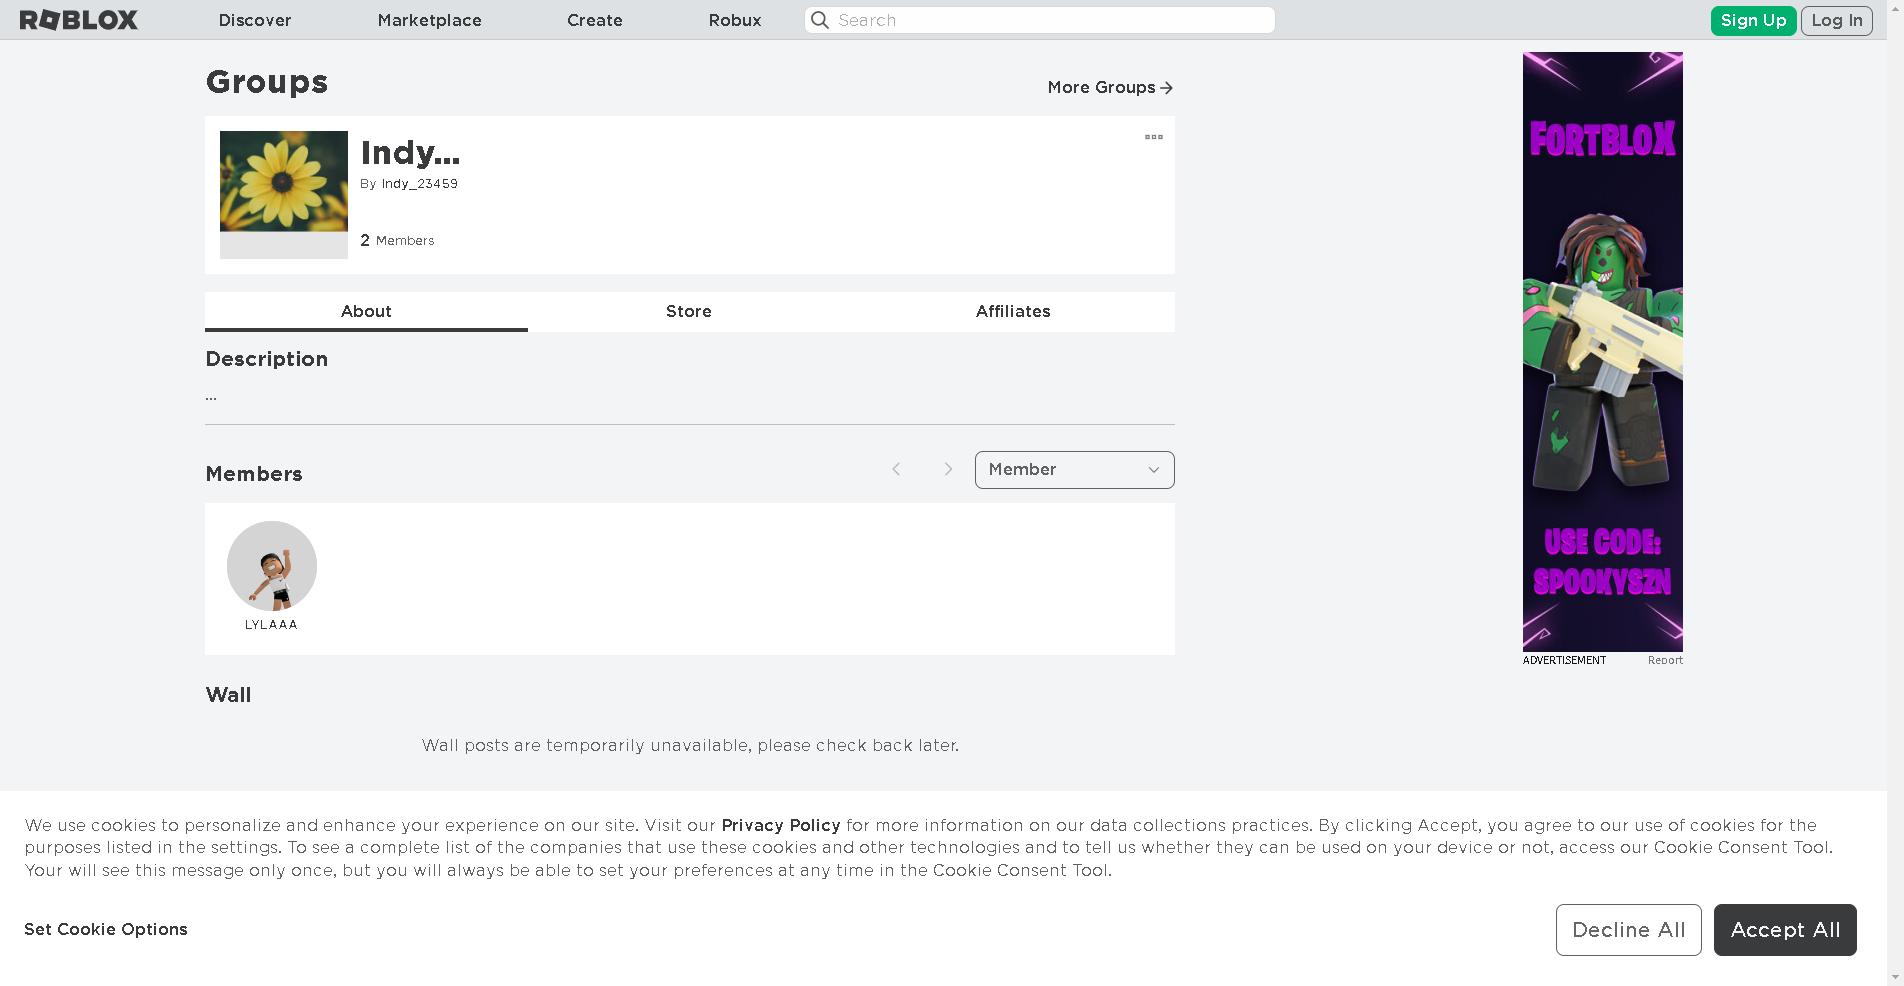 ROBLOX
Discover
Marketplace
Create
Robux
Search
Sign Up
Log In
Groups
More Groups
Indy...
By Indy_23459
2 Members
About
Store
Affiliates
Description
...
Members
Member
LYLAAA
Wall
Wall posts are temporarily unavailable, please check back later.
FORTBLOX
USE CODE:
SPOOKYSZN
ADVERTISEMENT
Report
We use cookies to personalize and enhance your experience on our site. Visit our Privacy Policy for more information on our data collections practices. By clicking Accept, you agree to our use of cookies for the
purposes listed in the settings. To see a complete list of the companies that use these cookies and other technologies and to tell us whether they can be used on your device or not, access our Cookie Consent Tool.
Your will see this message only once, but you will always be able to set your preferences at any time in the Cookie Consent Tool.
Set Cookie Options
Decline All
Accept All